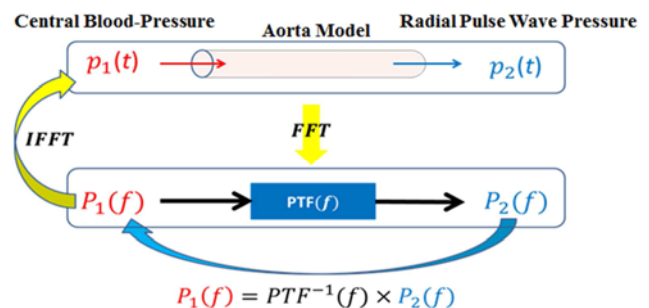 Central Blood-Pressure
Aorta Model
Radial Pulse Wave Pressure
p₁(t)
p₂(t)
IFFT
FFT
P₁(f)
PTF(f)
P₂(f)
P₁(f) = PTF⁻¹(f) × P₂(f)